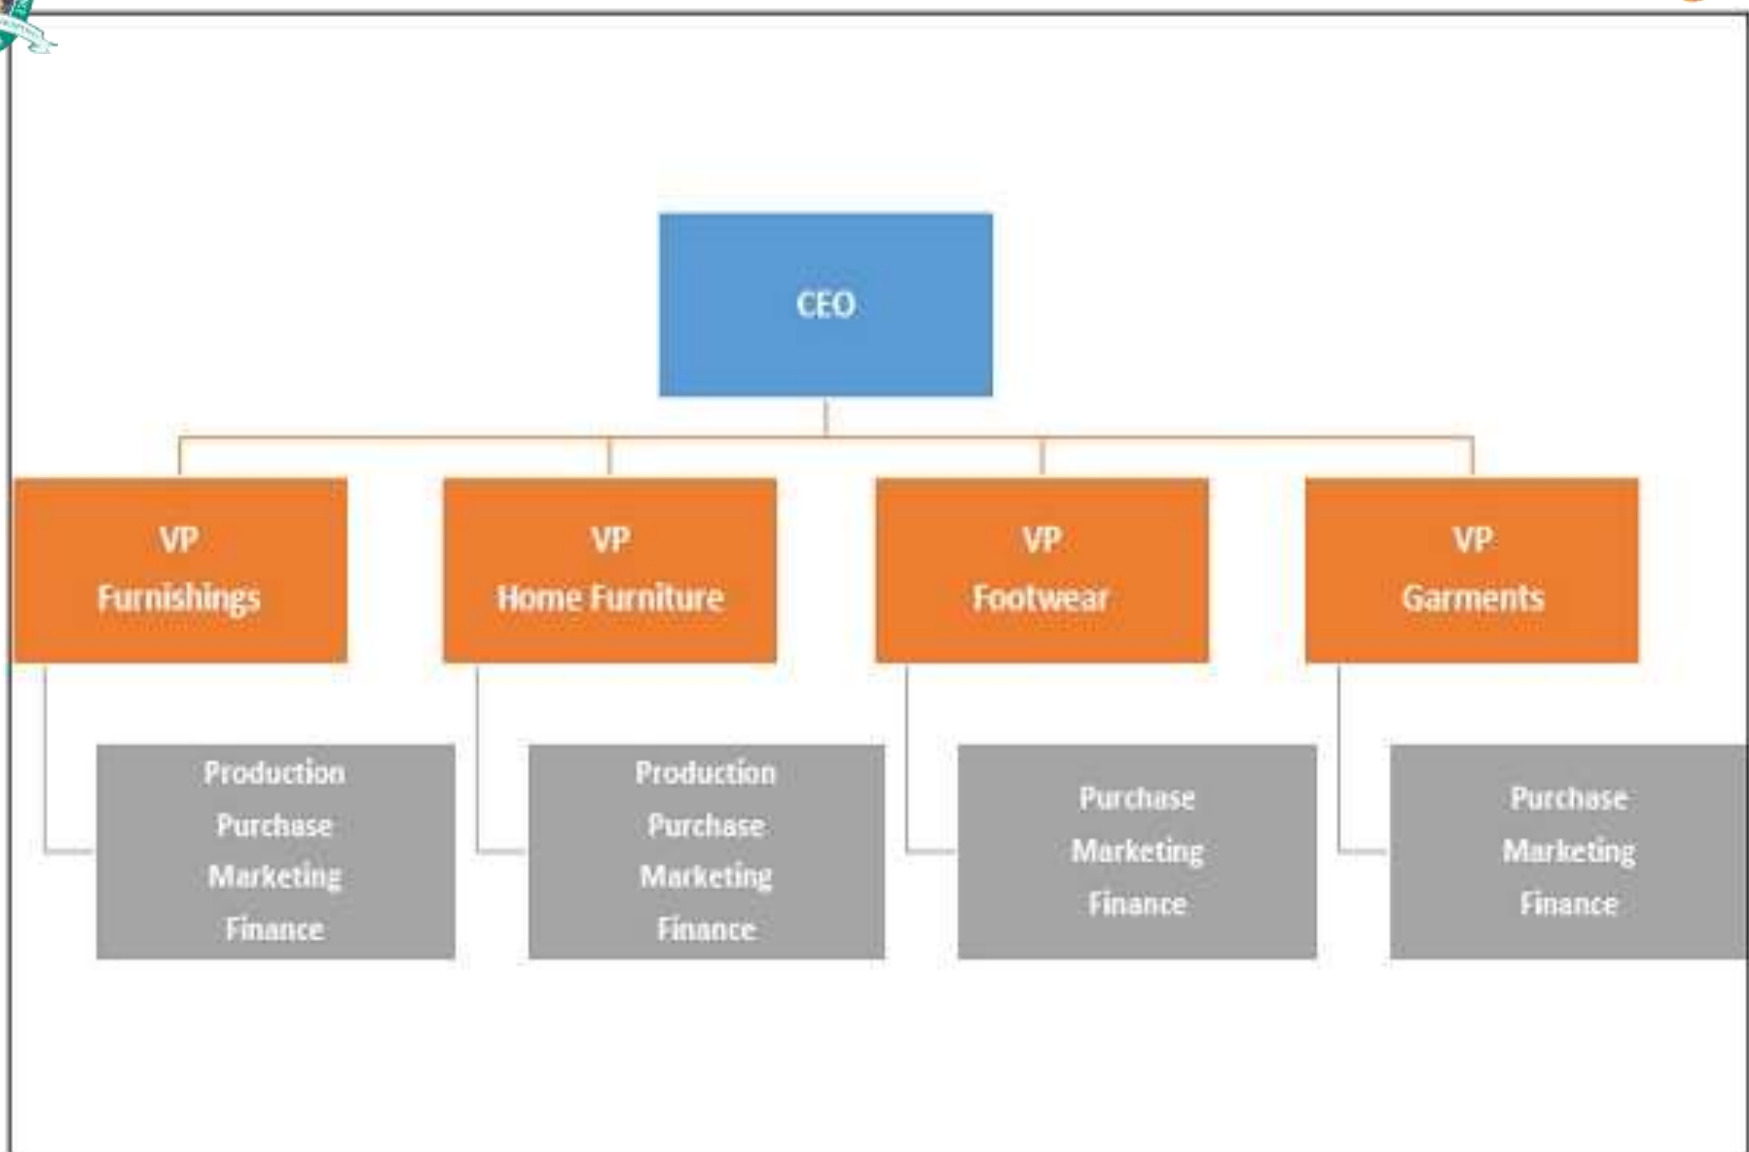 CEO
VP
Furnishings
VP
Home Furniture
VP
Footwear
VP
Garments
Production
Purchase
Marketing
Finance
Production
Purchase
Marketing
Finance
Purchase
Marketing
Finance
Purchase
Marketing
Finance